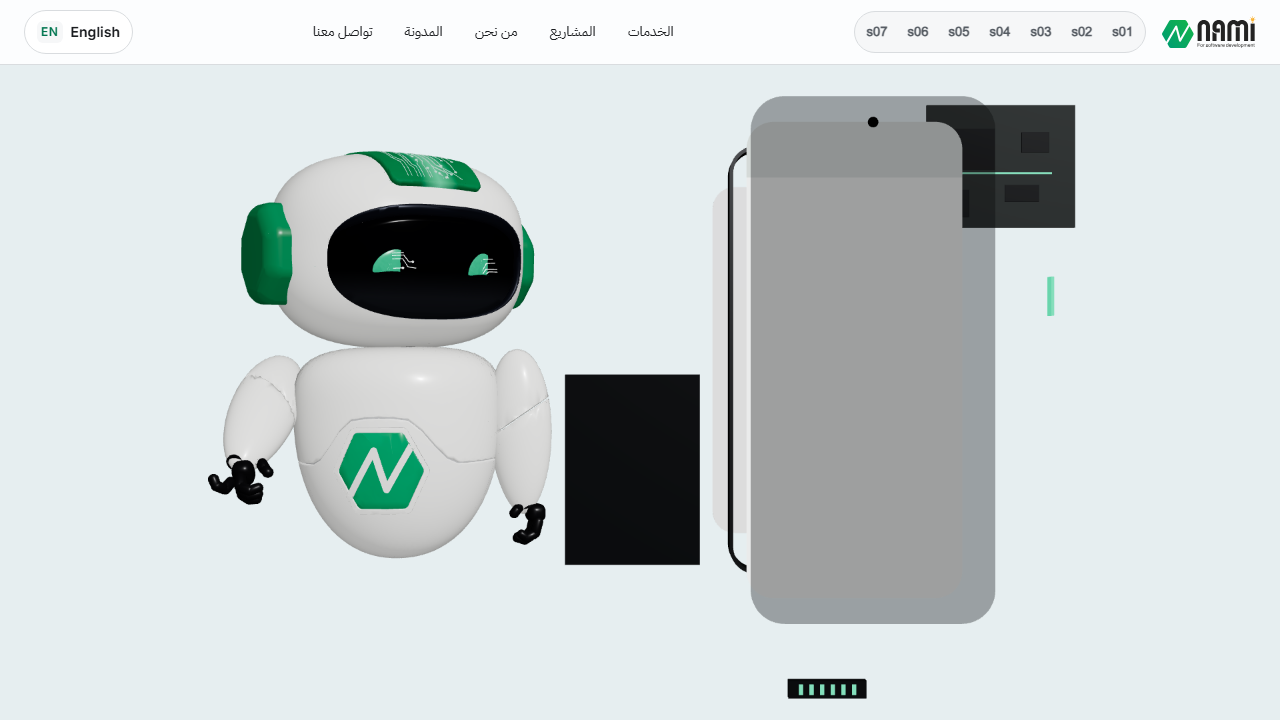 nami
For software development
s01 s02 s03 s04 s05 s06 s07
الخدمات
المشاريع
من نحن
المدونة
تواصل معنا
EN English